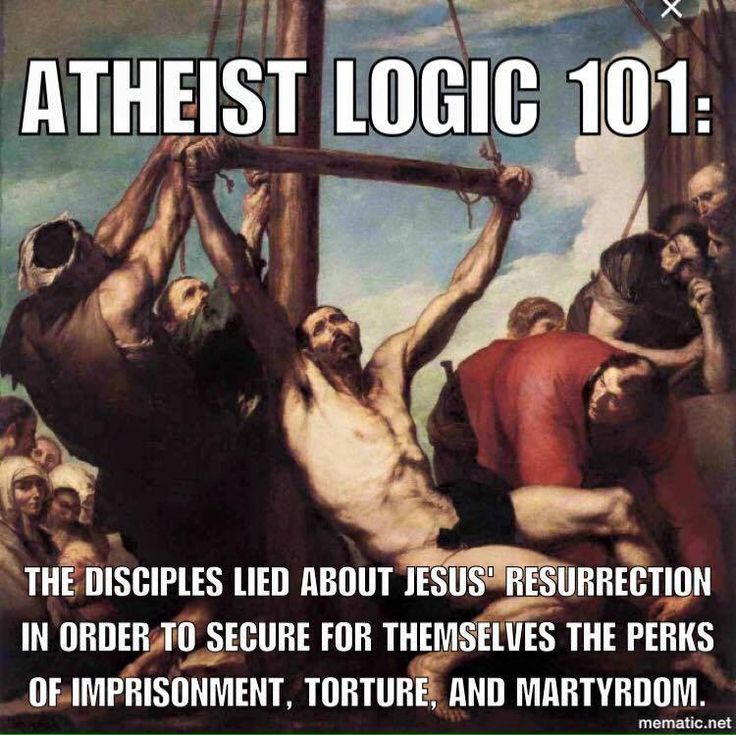 ATHEIST LOGIC 101:
THE DISCIPLES LIED ABOUT JESUS' RESURRECTION
IN ORDER TO SECURE FOR THEMSELVES THE PERKS
OF IMPRISONMENT, TORTURE, AND MARTYRDOM.
mematic.net